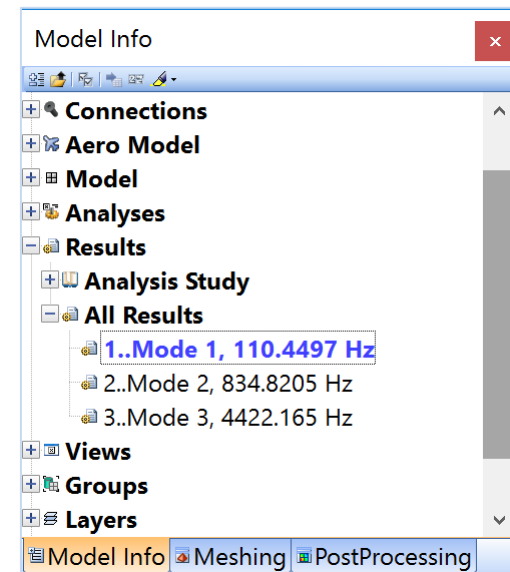 Model Info
Connections
Aero Model
Model
Analyses
Results
Analysis Study
All Results
1..Mode 1, 110.4497 Hz
2..Mode 2, 834.8205 Hz
3..Mode 3, 4422.165 Hz
Views
Groups
Layers
Model Info Meshing PostProcessing